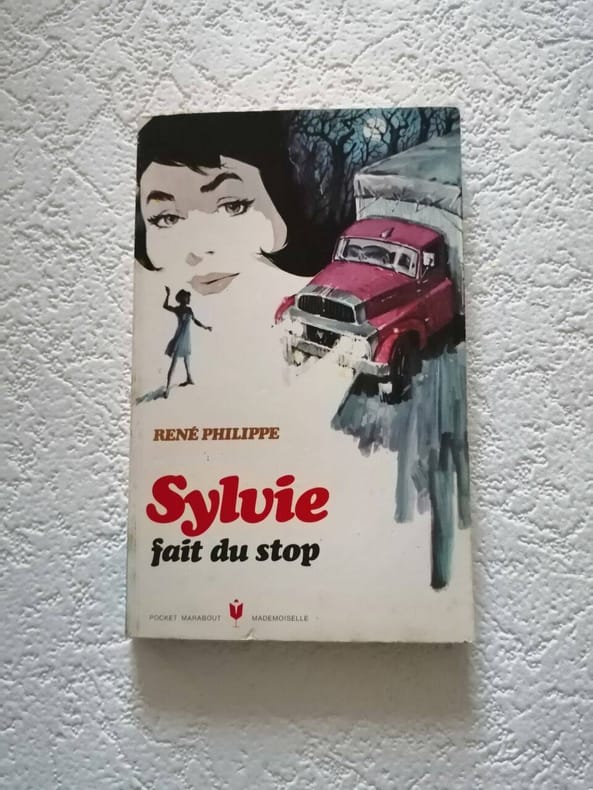 RENÉ PHILIPPE
Sylvie
fait du stop
POCKET MARABOUT MADEMOISELLE